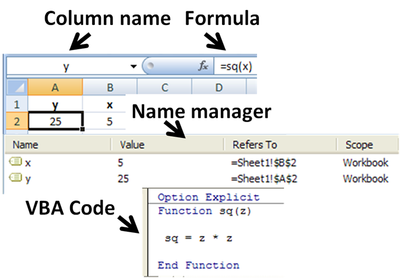 Column name Formula
y fx =sq(x)
A B C D
1 y x
2 25 5
Name manager
Name Value Refers To Scope
x 5 =Sheet1!$B$2 Workbook
y 25 =Sheet1!$A$2 Workbook
VBA Code
Option Explicit
Function sq(z)
sq = z * z
End Function